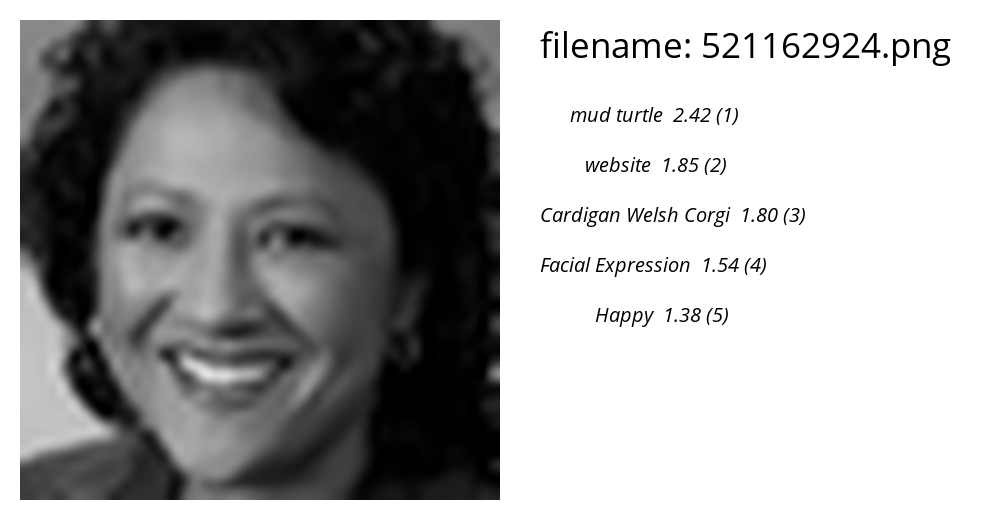 filename: 521162924.png
mud turtle 2.42 (1)
website 1.85 (2)
Cardigan Welsh Corgi 1.80 (3)
Facial Expression 1.54 (4)
Happy 1.38 (5)